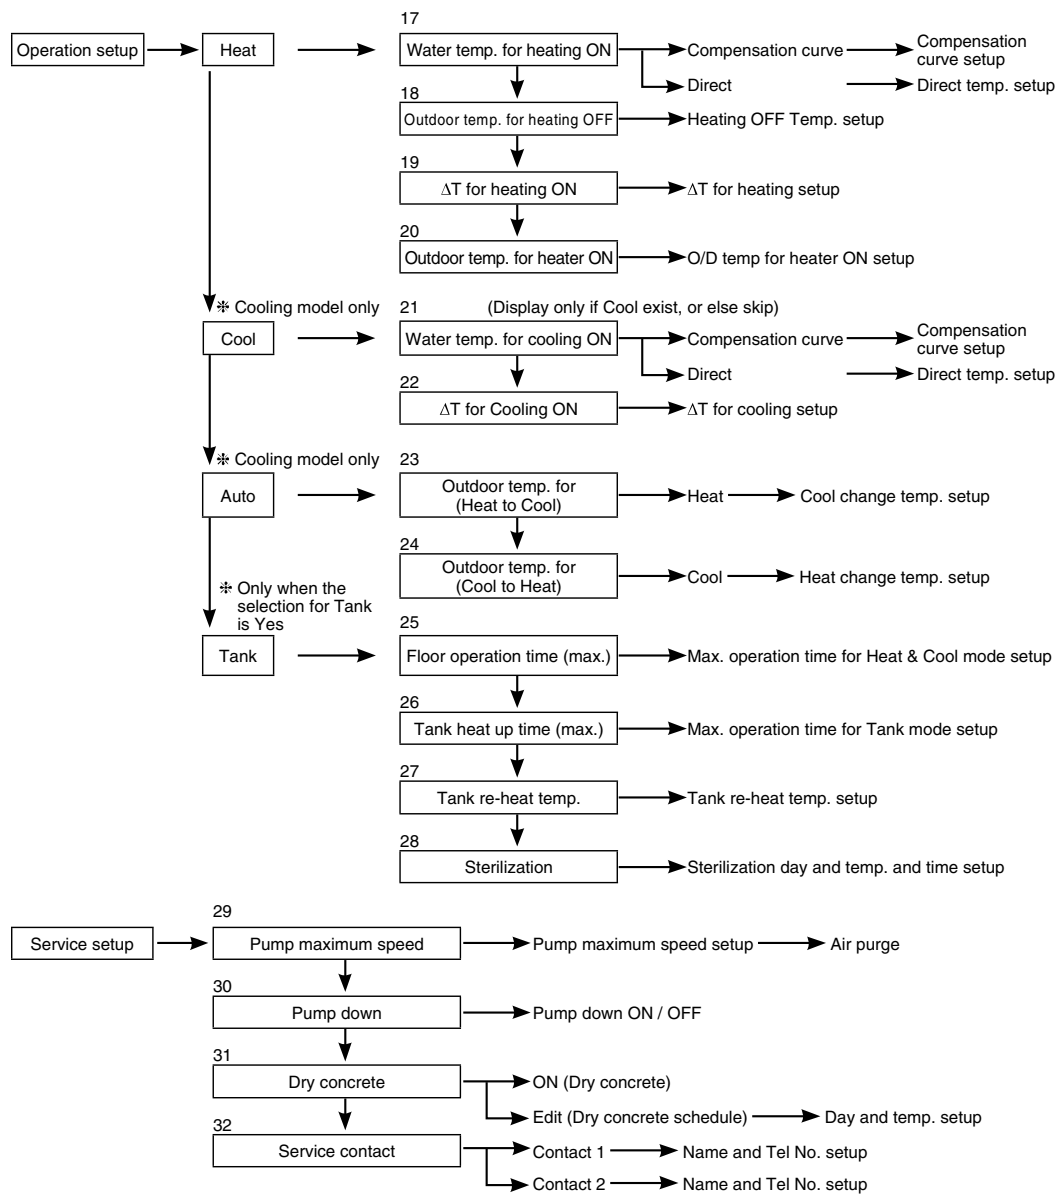 17
Operation setup
Heat
Water temp. for heating ON
Compensation curve
Compensation
curve setup
Direct
Direct temp. setup
18
Outdoor temp. for heating OFF
Heating OFF Temp. setup
19
ΔT for heating ON
ΔT for heating setup
20
Outdoor temp. for heater ON
O/D temp for heater ON setup
❉ Cooling model only
21
(Display only if Cool exist, or else skip)
Cool
Water temp. for cooling ON
Compensation curve
Compensation
curve setup
Direct
Direct temp. setup
22
ΔT for Cooling ON
ΔT for cooling setup
❉ Cooling model only
23
Auto
Outdoor temp. for
(Heat to Cool)
Heat
Cool change temp. setup
24
Outdoor temp. for
(Cool to Heat)
Cool
Heat change temp. setup
❉ Only when the
selection for Tank
is Yes
25
Tank
Floor operation time (max.)
Max. operation time for Heat & Cool mode setup
26
Tank heat up time (max.)
Max. operation time for Tank mode setup
27
Tank re-heat temp.
Tank re-heat temp. setup
28
Sterilization
Sterilization day and temp. and time setup
29
Service setup
Pump maximum speed
Pump maximum speed setup
Air purge
30
Pump down
Pump down ON / OFF
31
Dry concrete
ON (Dry concrete)
Edit (Dry concrete schedule)
Day and temp. setup
32
Service contact
Contact 1
Name and Tel No. setup
Contact 2
Name and Tel No. setup